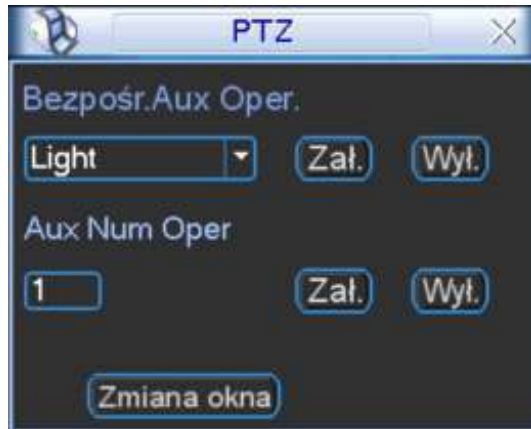 PTZ
Bezpośr.Aux Oper.
Light Zał. Wył.
Aux Num Oper
1 Zał. Wył.
Zmiana okna